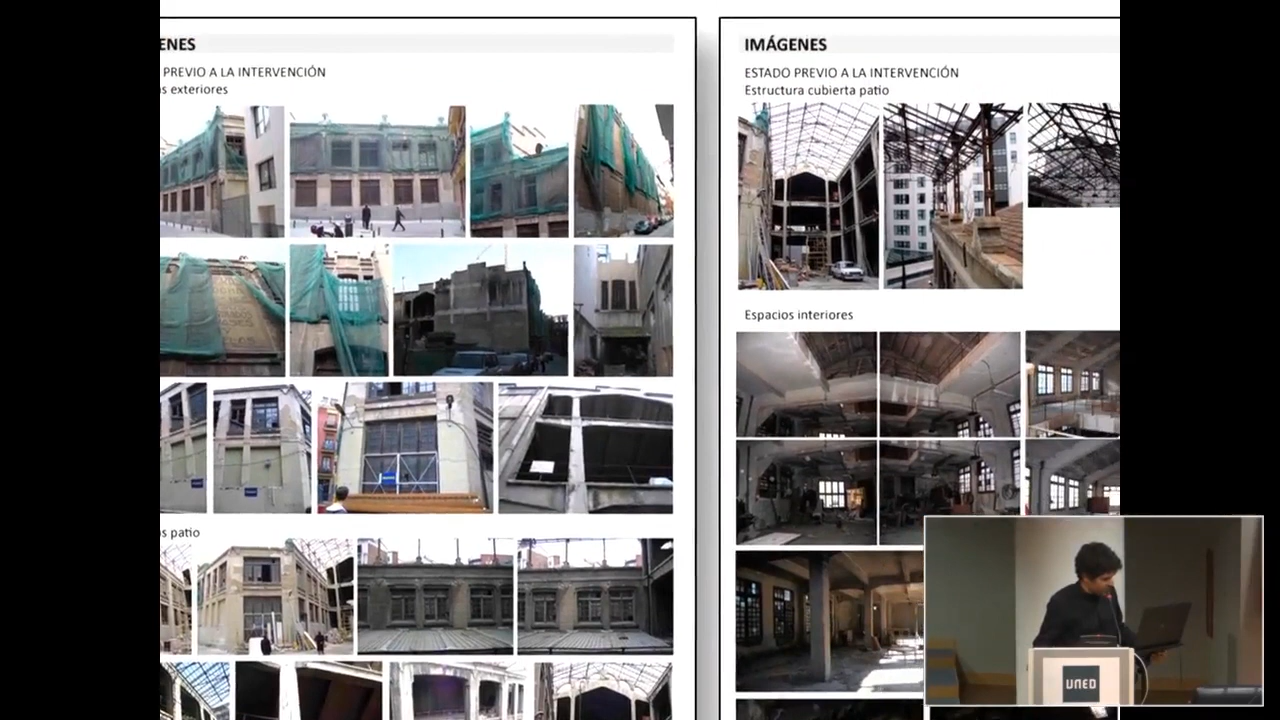 ENES
PREVIO A LA INTERVENCIÓN
s exteriores
s patio
IMÁGENES
ESTADO PREVIO A LA INTERVENCIÓN
Estructura cubierta patio
Espacios interiores
UNED